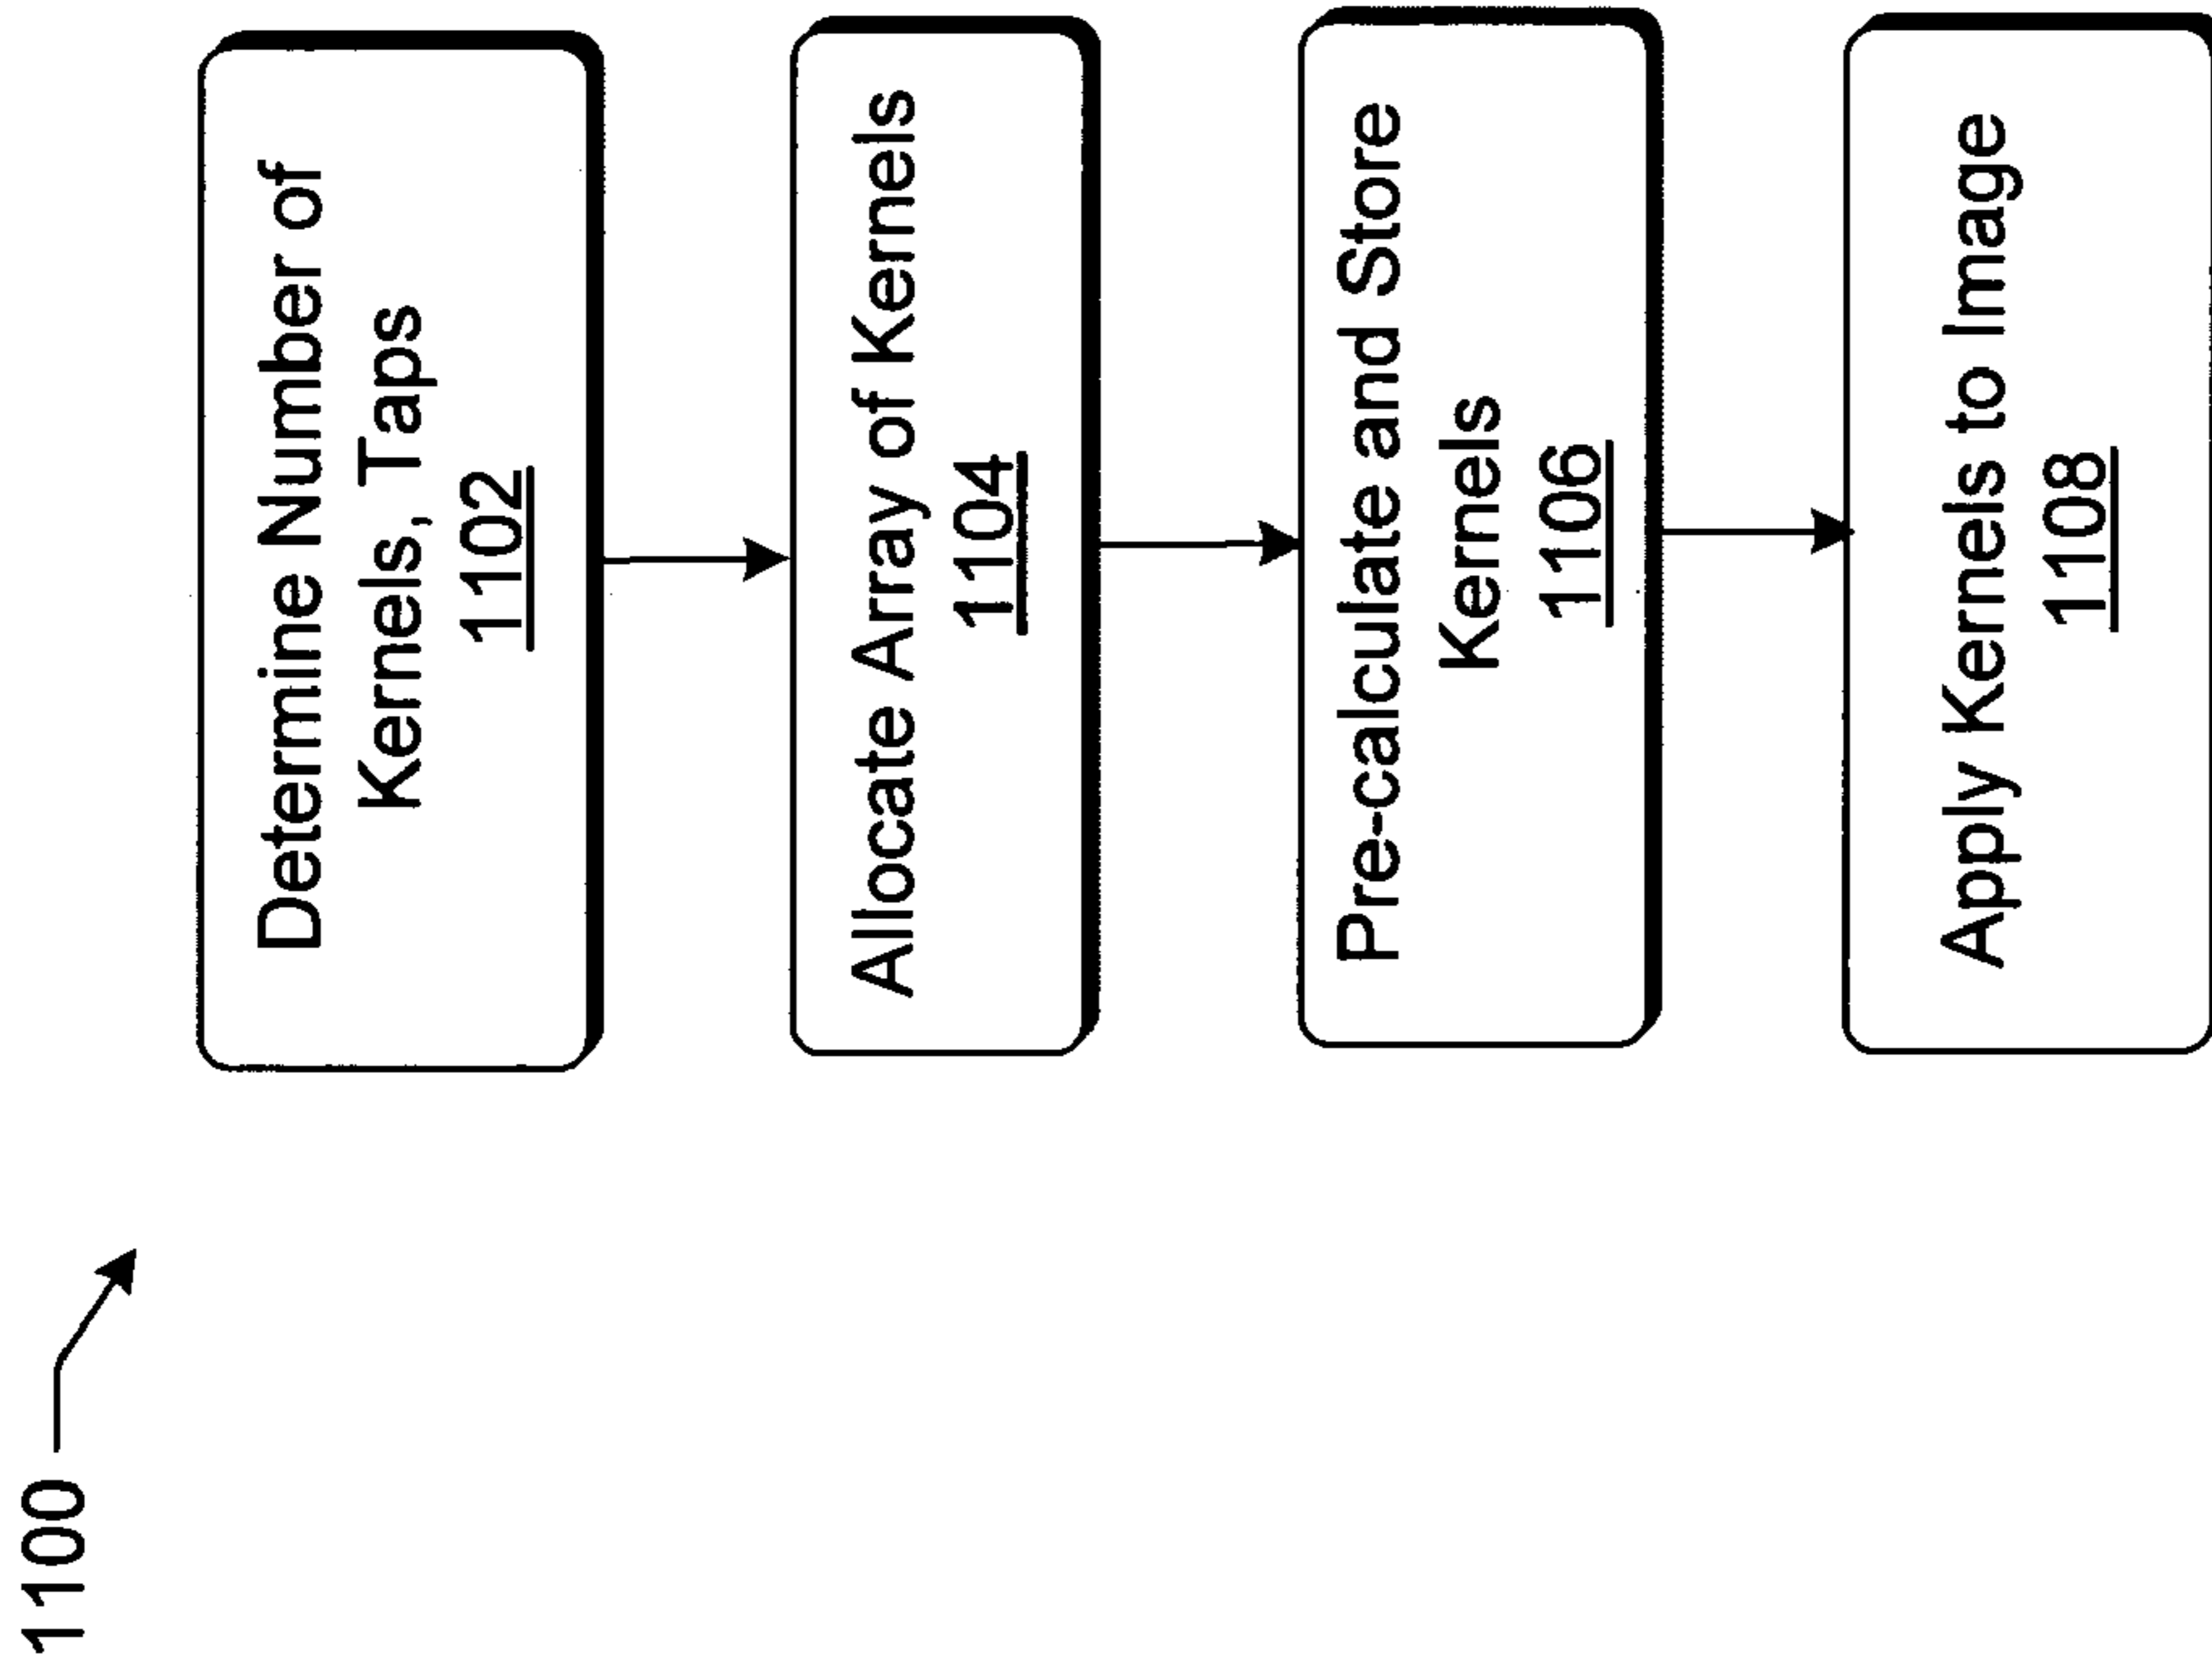 1100
Determine Number of
Kernels, Taps
1102
Allocate Array of Kernels
1104
Pre-calculate and Store
Kernels
1106
Apply Kernels to Image
1108